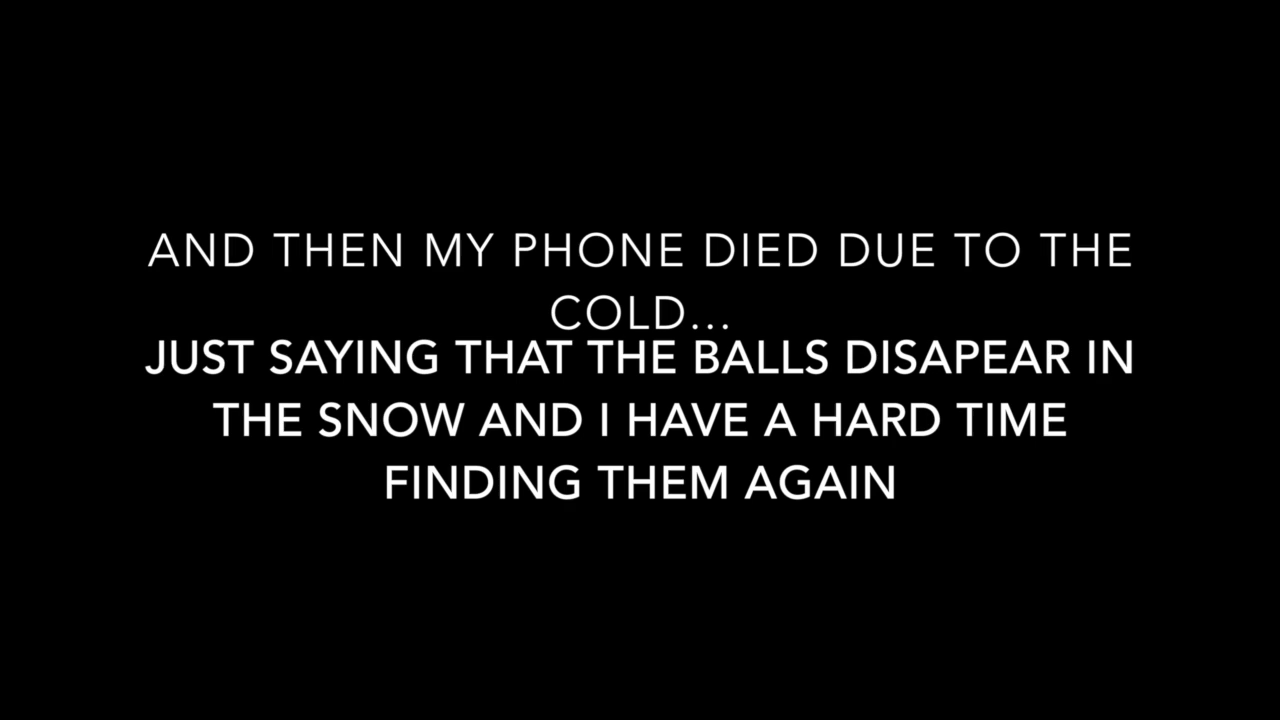 AND THEN MY PHONE DIED DUE TO THE
COLD...
JUST SAYING THAT THE BALLS DISAPEAR IN
THE SNOW AND I HAVE A HARD TIME
FINDING THEM AGAIN